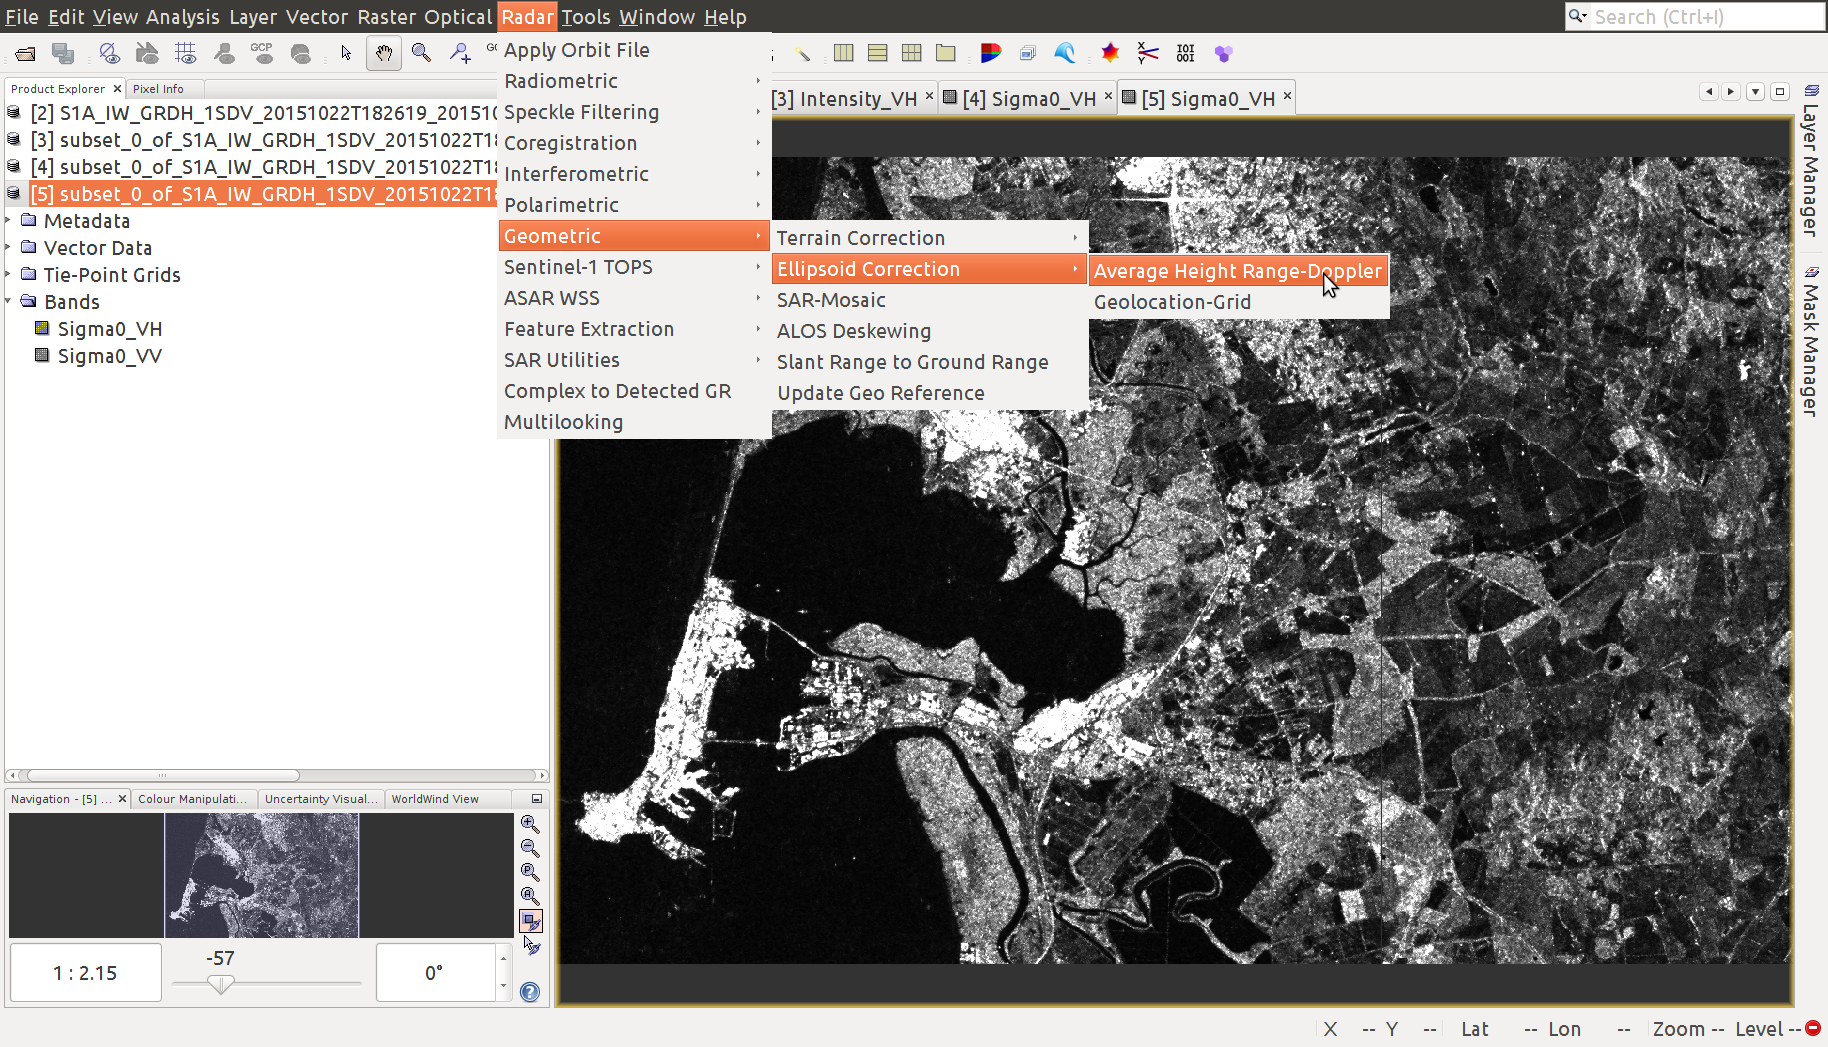 File Edit View Analysis Layer Vector Raster Optical Radar Tools Window Help
Search (Ctrl+I)
GCP
Product Explorer
Pixel Info
[2] S1A_IW_GRDH_1SDV_20151022T182619_20151
[3] subset_0_of_S1A_IW_GRDH_1SDV_20151022T1
[4] subset_0_of_S1A_IW_GRDH_1SDV_20151022T1
[5] subset_0_of_S1A_IW_GRDH_1SDV_20151022T1
Metadata
Vector Data
Tie-Point Grids
Bands
Sigma0_VH
Sigma0_VV
Apply Orbit File
Radiometric
Speckle Filtering
Coregistration
Interferometric
Polarimetric
Geometric
Sentinel-1 TOPS
ASAR WSS
Feature Extraction
SAR Utilities
Complex to Detected GR
Multilooking
Terrain Correction
Ellipsoid Correction
SAR-Mosaic
ALOS Deskewing
Slant Range to Ground Range
Update Geo Reference
Average Height Range-Doppler
Geolocation-Grid
[3] Intensity_VH
[4] Sigma0_VH
[5] Sigma0_VH
Layer Manager
Mask Manager
Navigation - [5] ...
Colour Manipulati...
Uncertainty Visual...
WorldWind View
1 : 2.15
-57
0°
X -- Y -- Lat -- Lon -- Zoom -- Level --